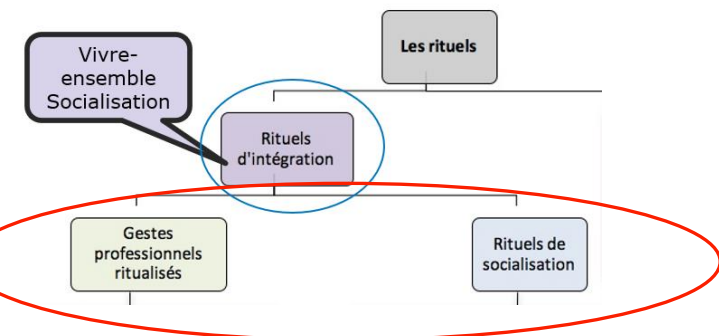 Les rituels
Vivre-
ensemble
Socialisation
Rituels
d'intégration
Gestes
professionnels
ritualisés
Rituels de
socialisation